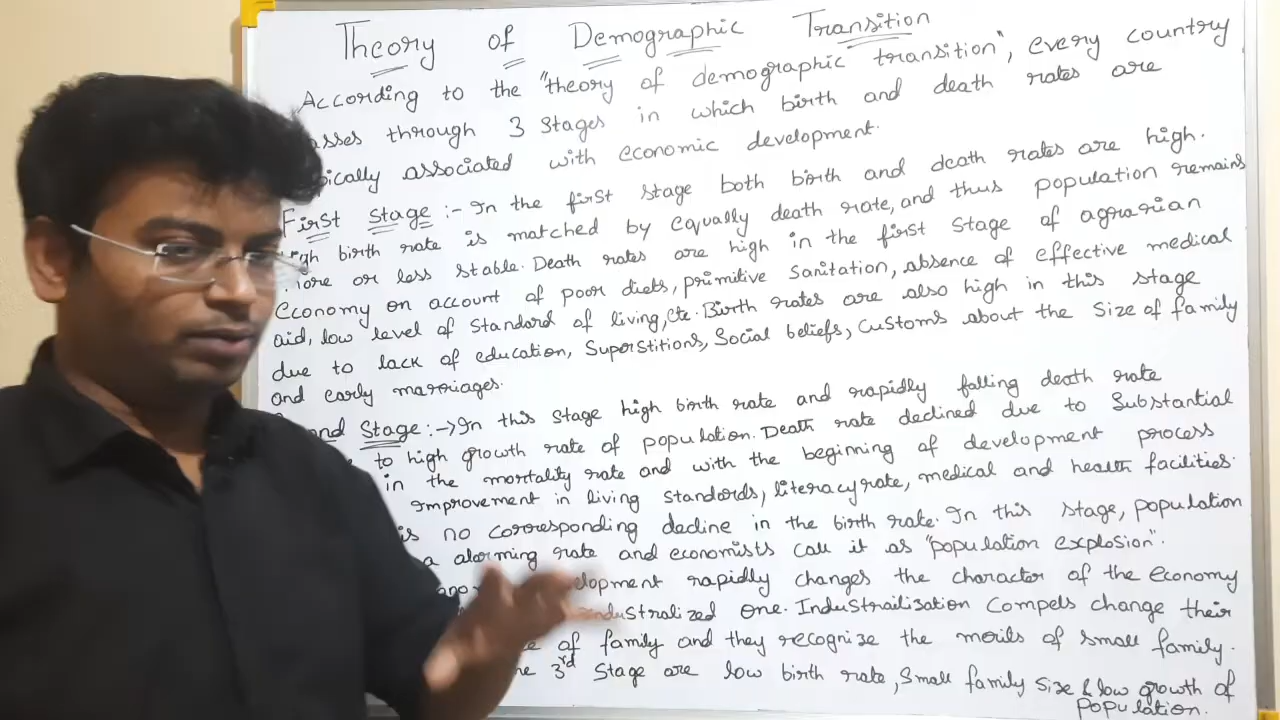 Theory of Demographic Transition
According to the "theory of demographic transition", every country
asses through 3 Stages in which birth and death rates are
pically associated with economic development.
First stage :- In the first stage both birth and death rates are high.
igh birth rate is matched by equally death rate, and thus population remains
more or less stable. Death rates are high in the first stage of agrarian
Economy on account of poor diets, primitive sanitation, absence of effective medical
aid, low level of standard of living, etc. Birth rates are also high in this stage
due to lack of education, Superstitions, Social beliefs, Customs about the size of family
and early marriages.
ond Stage :-> In this stage high birth rate and rapidly falling death rate
to high growth rate of population. Death rate declined due to substantial
in the mortality rate and with the beginning of development process
improvement in living standards, literacy rate, medical and health facilities.
is no corresponding decline in the birth rate. In this stage, population
a alarming rate and economists call it as "population explosion".
elopment rapidly changes the character of the economy
industralized one. Industrailisation compels change their
of family and they recognize the merits of small family.
3rd Stage are low birth rate, small family size & low growth of
population.